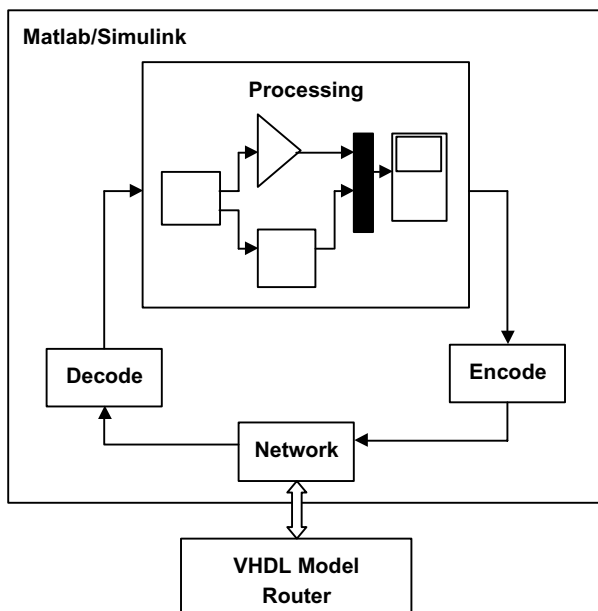 Matlab/Simulink
Processing
Decode
Encode
Network
VHDL Model
Router